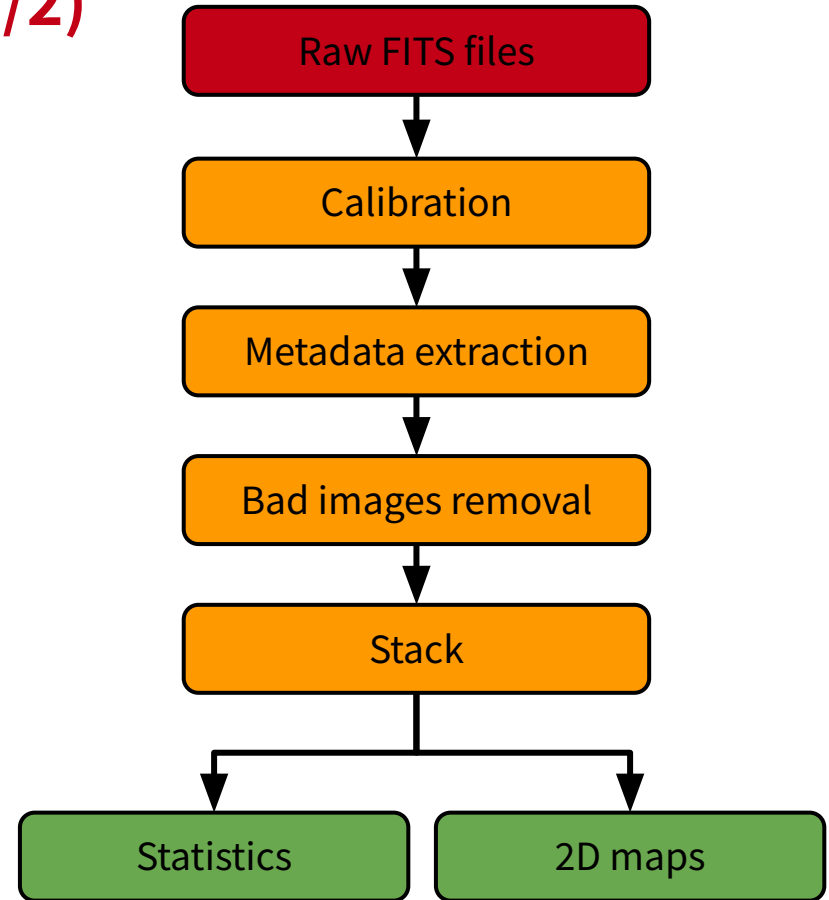 /2)
Raw FITS files
Calibration
Metadata extraction
Bad images removal
Stack
Statistics
2D maps